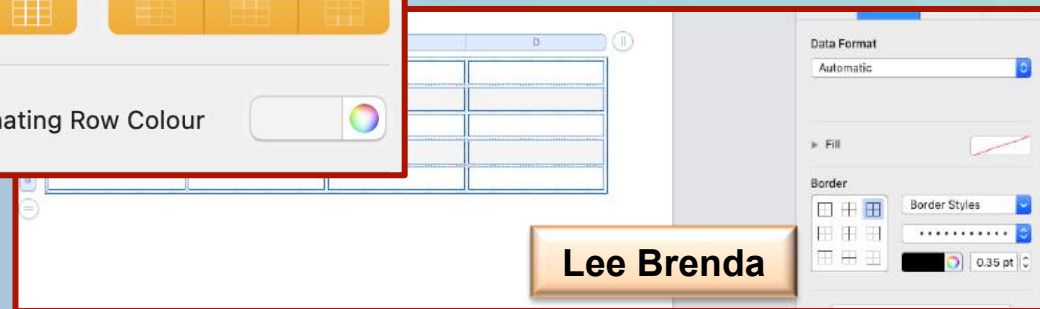 D
Data Format
Automatic
nating Row Colour
Fill
Border
Border Styles
0.35 pt
Lee Brenda